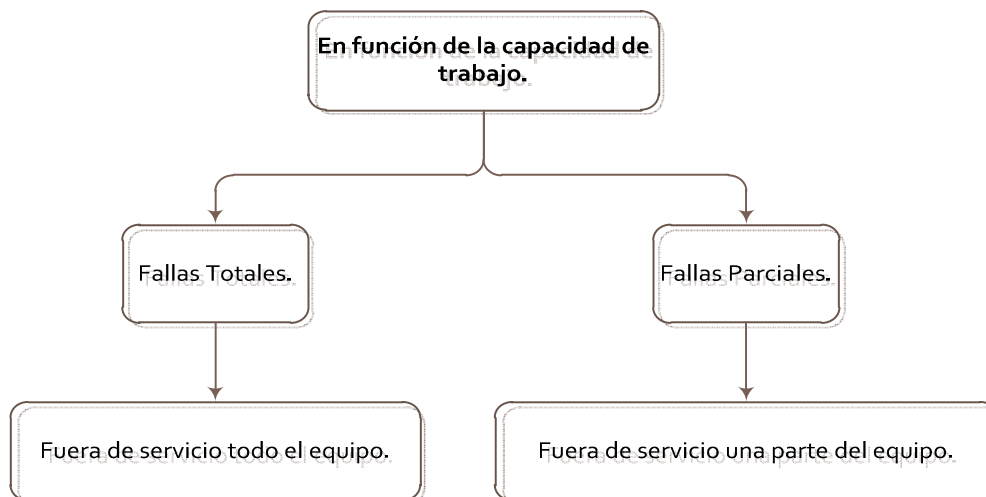 En función de la capacidad de
trabajo.
Fallas Totales.
Fallas Parciales.
Fuera de servicio todo el equipo.
Fuera de servicio una parte del equipo.